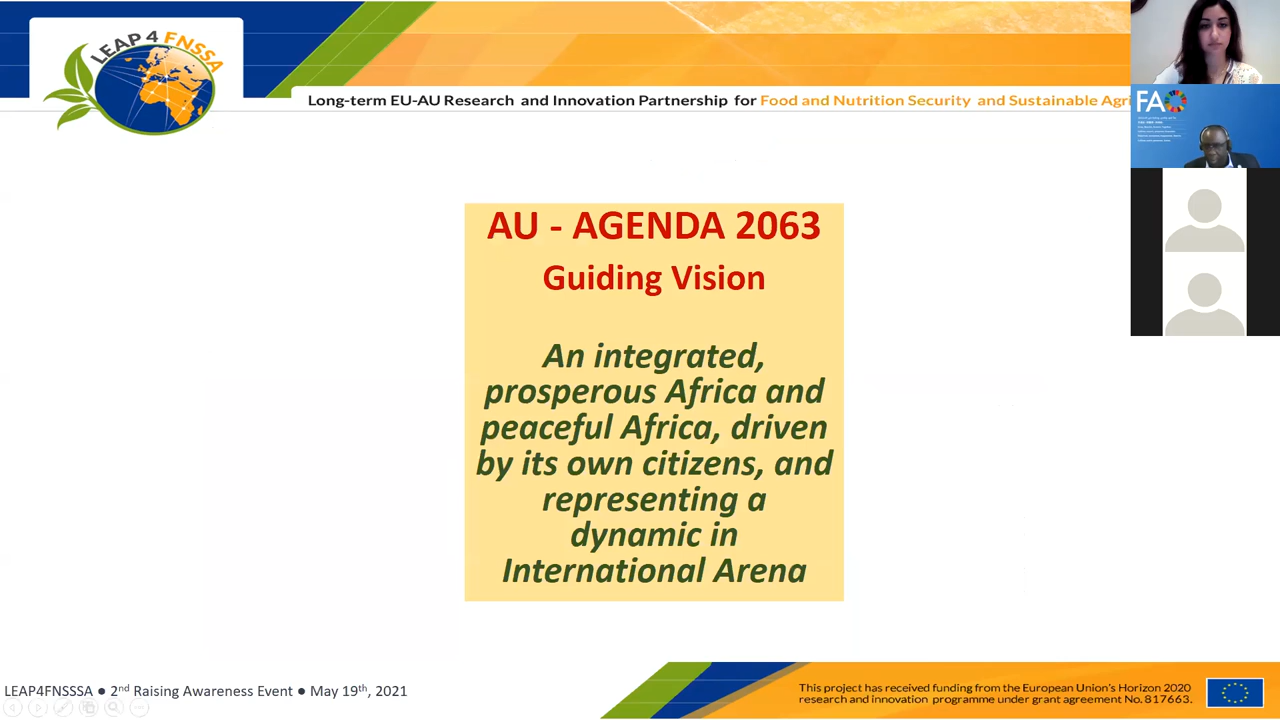 LEAP 4 FNSSA
Long-term EU-AU Research and Innovation Partnership for Food and Nutrition Security and Sustainable Agri
FAO
AU - AGENDA 2063
Guiding Vision
An integrated,
prosperous Africa and
peaceful Africa, driven
by its own citizens, and
representing a
dynamic in
International Arena
LEAP4FNSSSA ● 2nd Raising Awareness Event ● May 19th, 2021
This project has received funding from the European Union's Horizon 2020
research and innovation programme under grant agreement No. 817663.